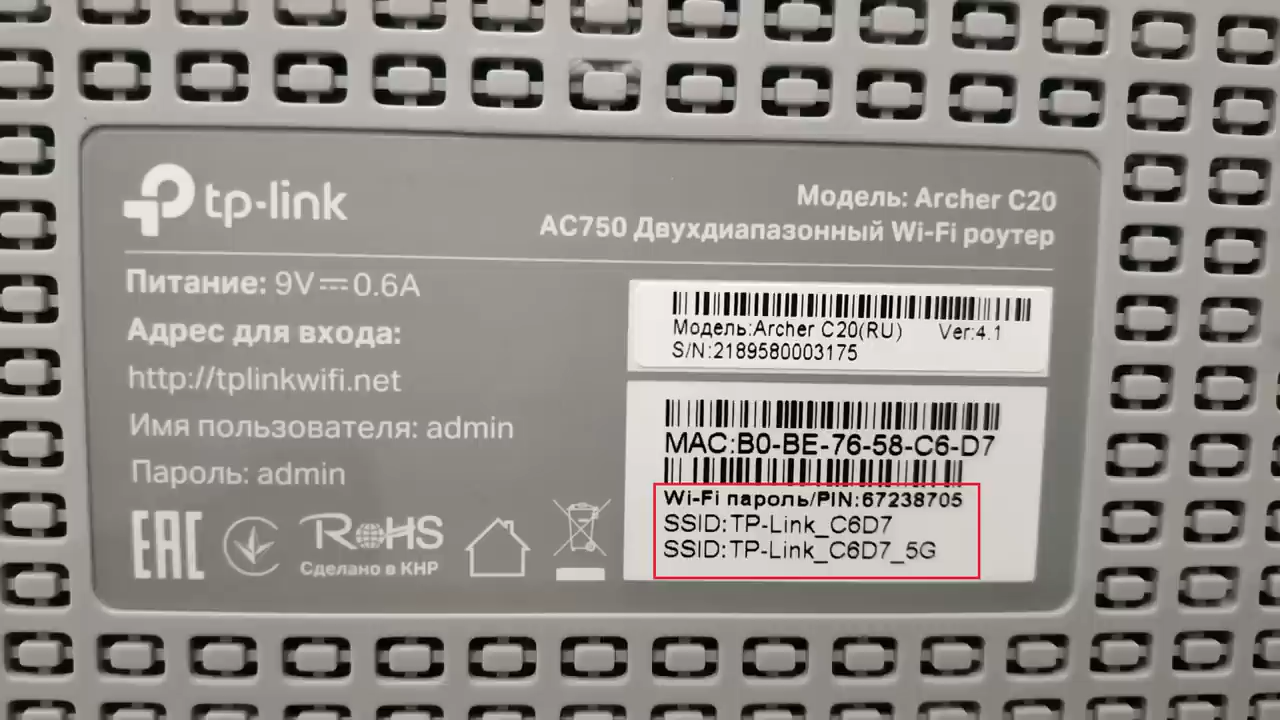 tp-link
Модель: Archer C20
AC750 Двухдиапазонный Wi-Fi роутер
Питание: 9V⎓0.6A
Адрес для входа:
http://tplinkwifi.net
Имя пользователя: admin
Пароль: admin
EAC
RoHS
Сделано в КНР
Модель:Archer C20(RU) Ver:4.1
S/N:2189580003175
MAC:B0-BE-76-58-C6-D7
Wi-Fi пароль/PIN:67238705
SSID:TP-Link_C6D7
SSID:TP-Link_C6D7_5G